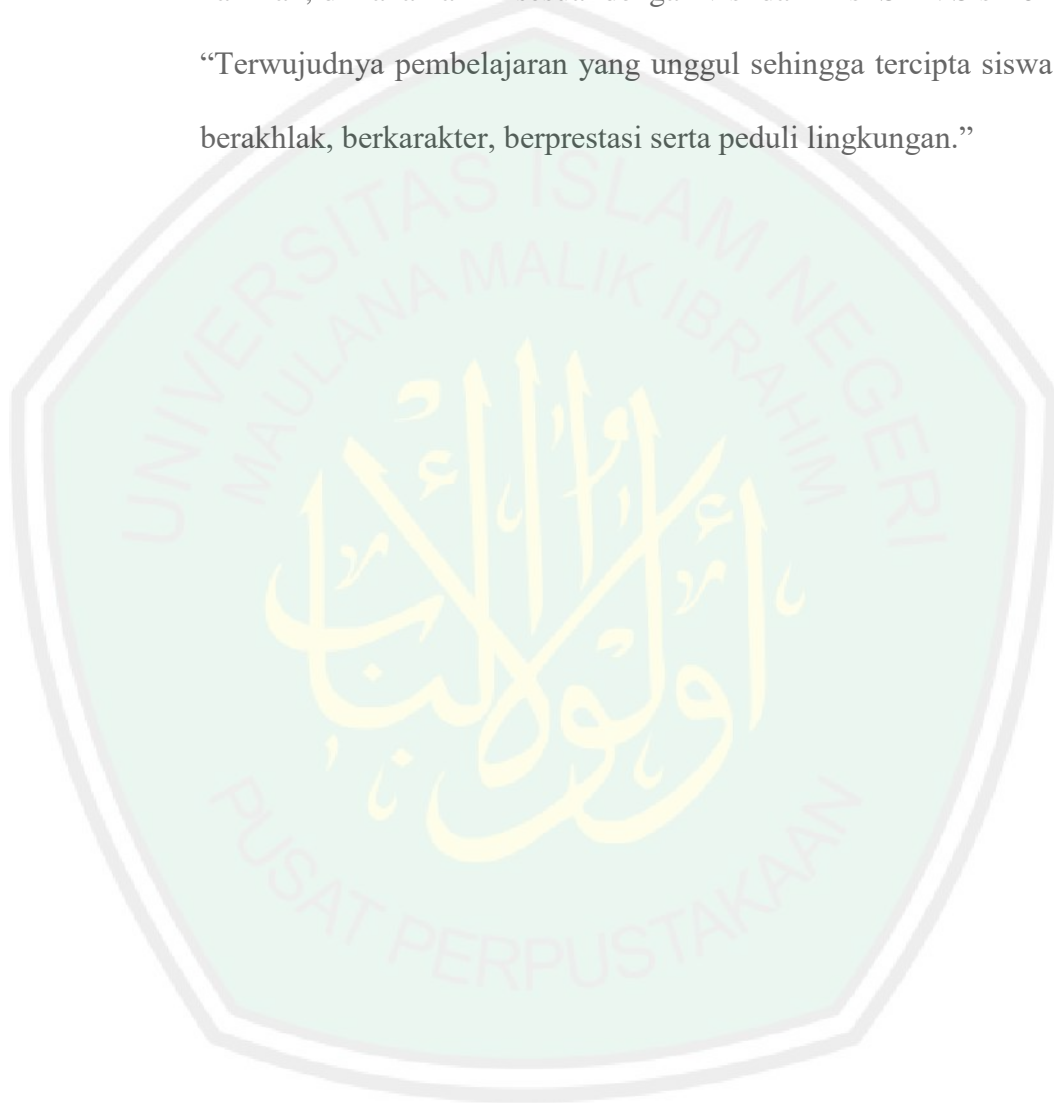 “Terwujudnya pembelajaran yang unggul sehingga tercipta siswa
berakhlak, berkarakter, berprestasi serta peduli lingkungan.”
UNIVERSITAS ISLAM NEGERI
MAULANA MALIK IBRAHIM
أولوا الألباب
PUSAT PERPUSTAKAAN